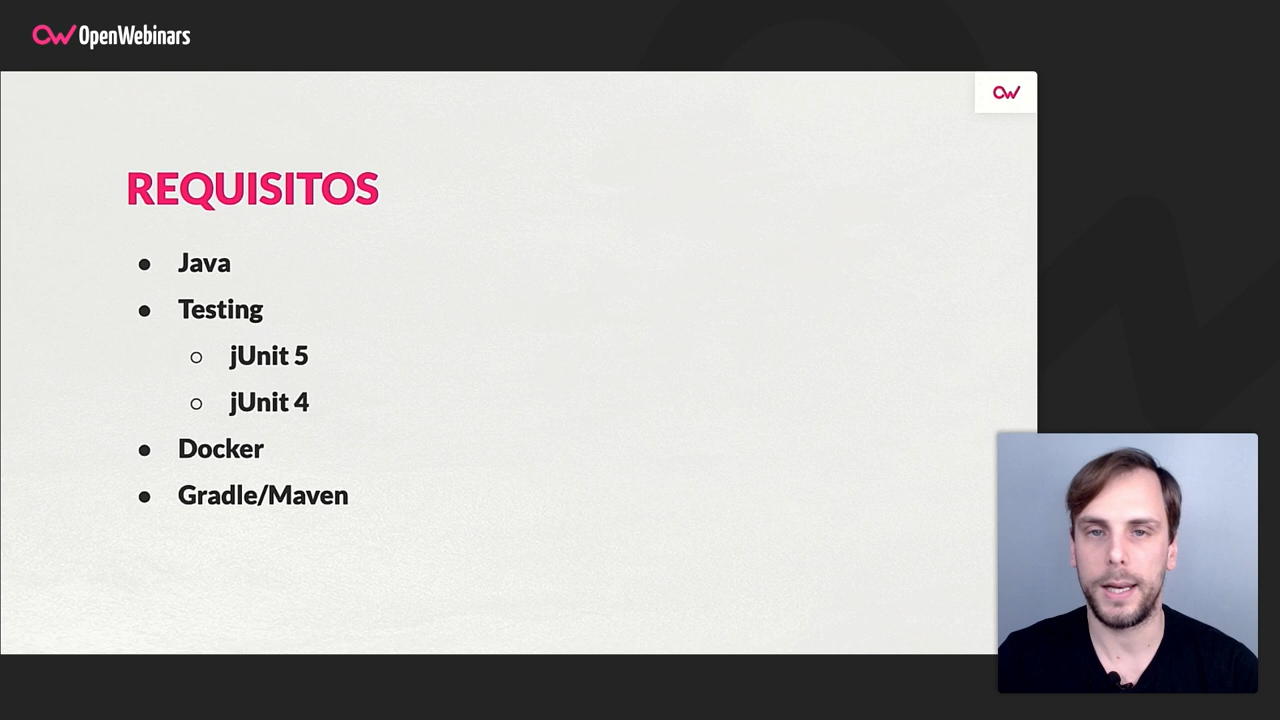 OpenWebinars
REQUISITOS
● Java
● Testing
○ jUnit 5
○ jUnit 4
● Docker
● Gradle/Maven